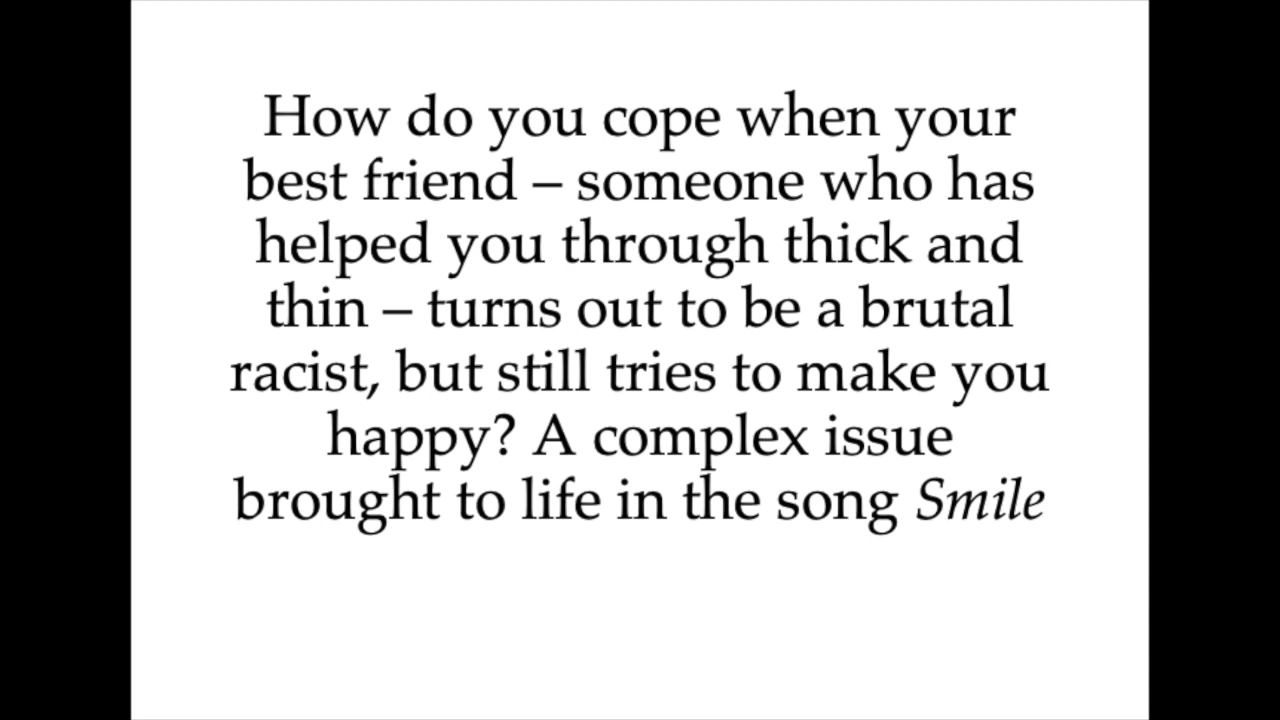 How do you cope when your
best friend – someone who has
helped you through thick and
thin – turns out to be a brutal
racist, but still tries to make you
happy? A complex issue
brought to life in the song Smile